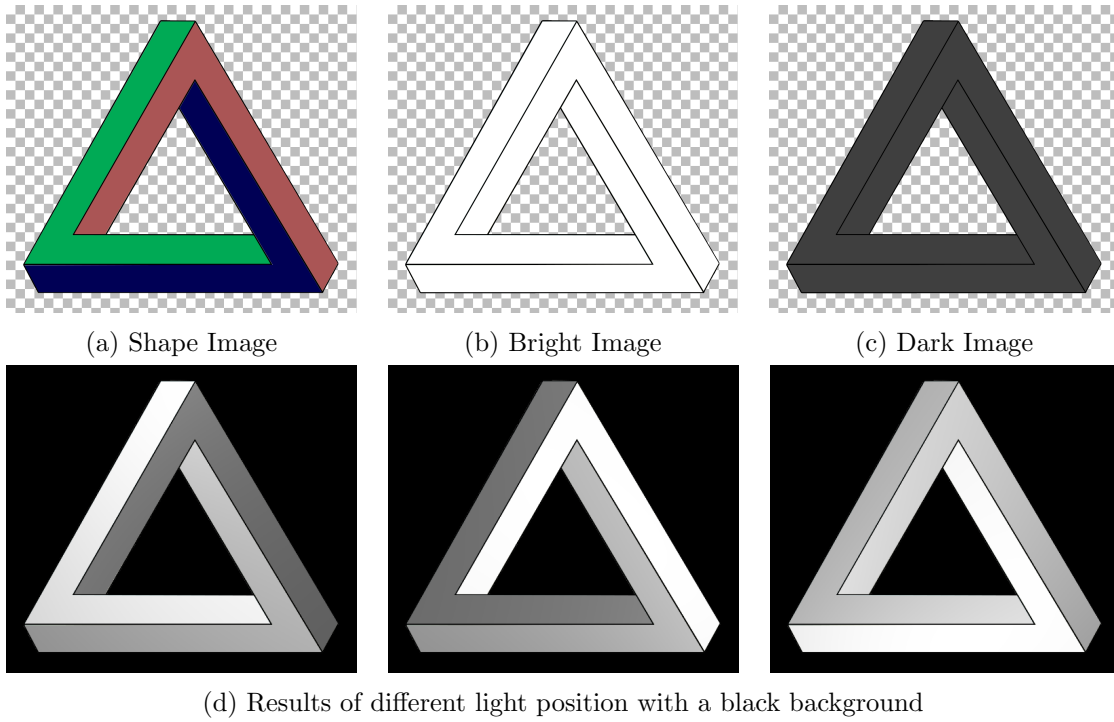 (a) Shape Image
(b) Bright Image
(c) Dark Image
(d) Results of different light position with a black background